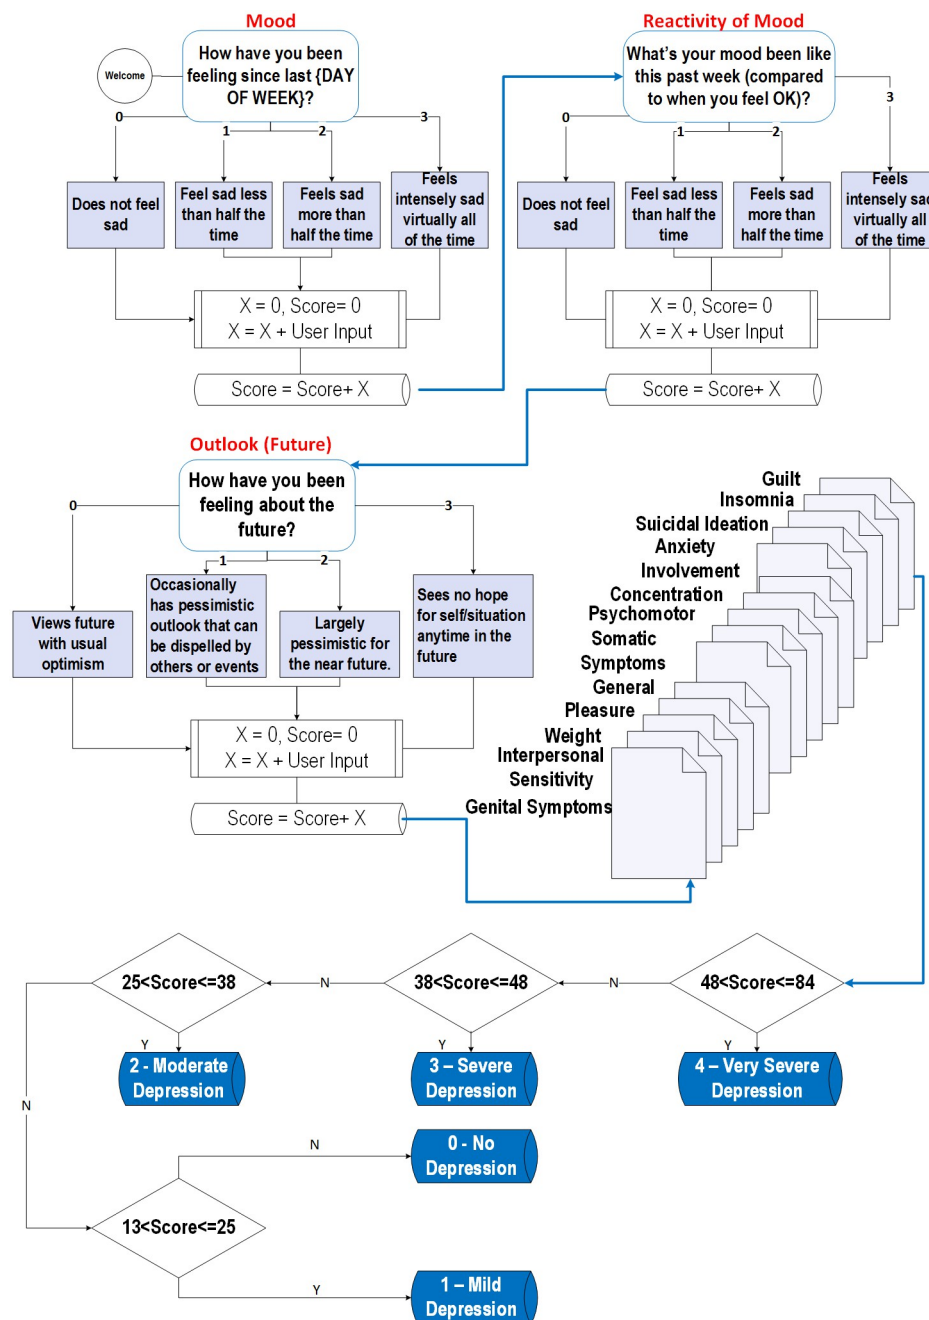 Mood
Welcome
How have you been
feeling since last {DAY
OF WEEK}?
0
1
2
3
Does not feel
sad
Feel sad less
than half the
time
Feels sad
more than
half the time
Feels
intensely sad
virtually all
of the time
X = 0, Score= 0
X = X + User Input
Score = Score+ X
Reactivity of Mood
What's your mood been like
this past week (compared
to when you feel OK)?
0
1
2
3
Does not feel
sad
Feel sad less
than half the
time
Feels sad
more than
half the time
Feels
intensely sad
virtually all
of the time
X = 0, Score= 0
X = X + User Input
Score = Score+ X
Outlook (Future)
How have you been
feeling about the
future?
0
1
2
3
Views future
with usual
optimism
Occasionally
has pessimistic
outlook that can
be dispelled by
others or events
Largely
pessimistic for
the near future.
Sees no hope
for self/situation
anytime in the
future
X = 0, Score= 0
X = X + User Input
Score = Score+ X
Guilt
Insomnia
Suicidal Ideation
Anxiety
Involvement
Concentration
Psychomotor
Somatic
Symptoms
General
Pleasure
Weight
Interpersonal
Sensitivity
Genital Symptoms
25<Score<=38
N
38<Score<=48
N
48<Score<=84
Y
Y
Y
2 - Moderate
Depression
3 – Severe
Depression
4 – Very Severe
Depression
N
N
0 - No
Depression
13<Score<=25
Y
1 – Mild
Depression